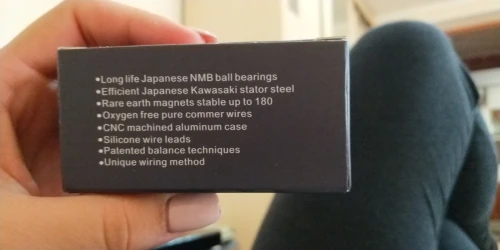 •Long life Japanese NMB ball bearings
•Efficient Japanese Kawasaki stator steel
•Rare earth magnets stable up to 180
•Oxygen free pure commer wires
•CNC machined aluminum case
•Silicone wire leads
•Patented balance techniques
•Unique wiring method